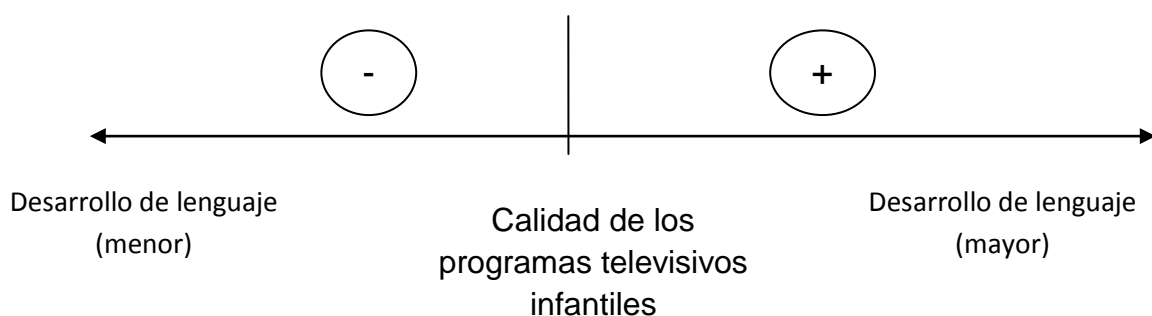 -
+
Desarrollo de lenguaje
(menor)
Calidad de los
programas televisivos
infantiles
Desarrollo de lenguaje
(mayor)